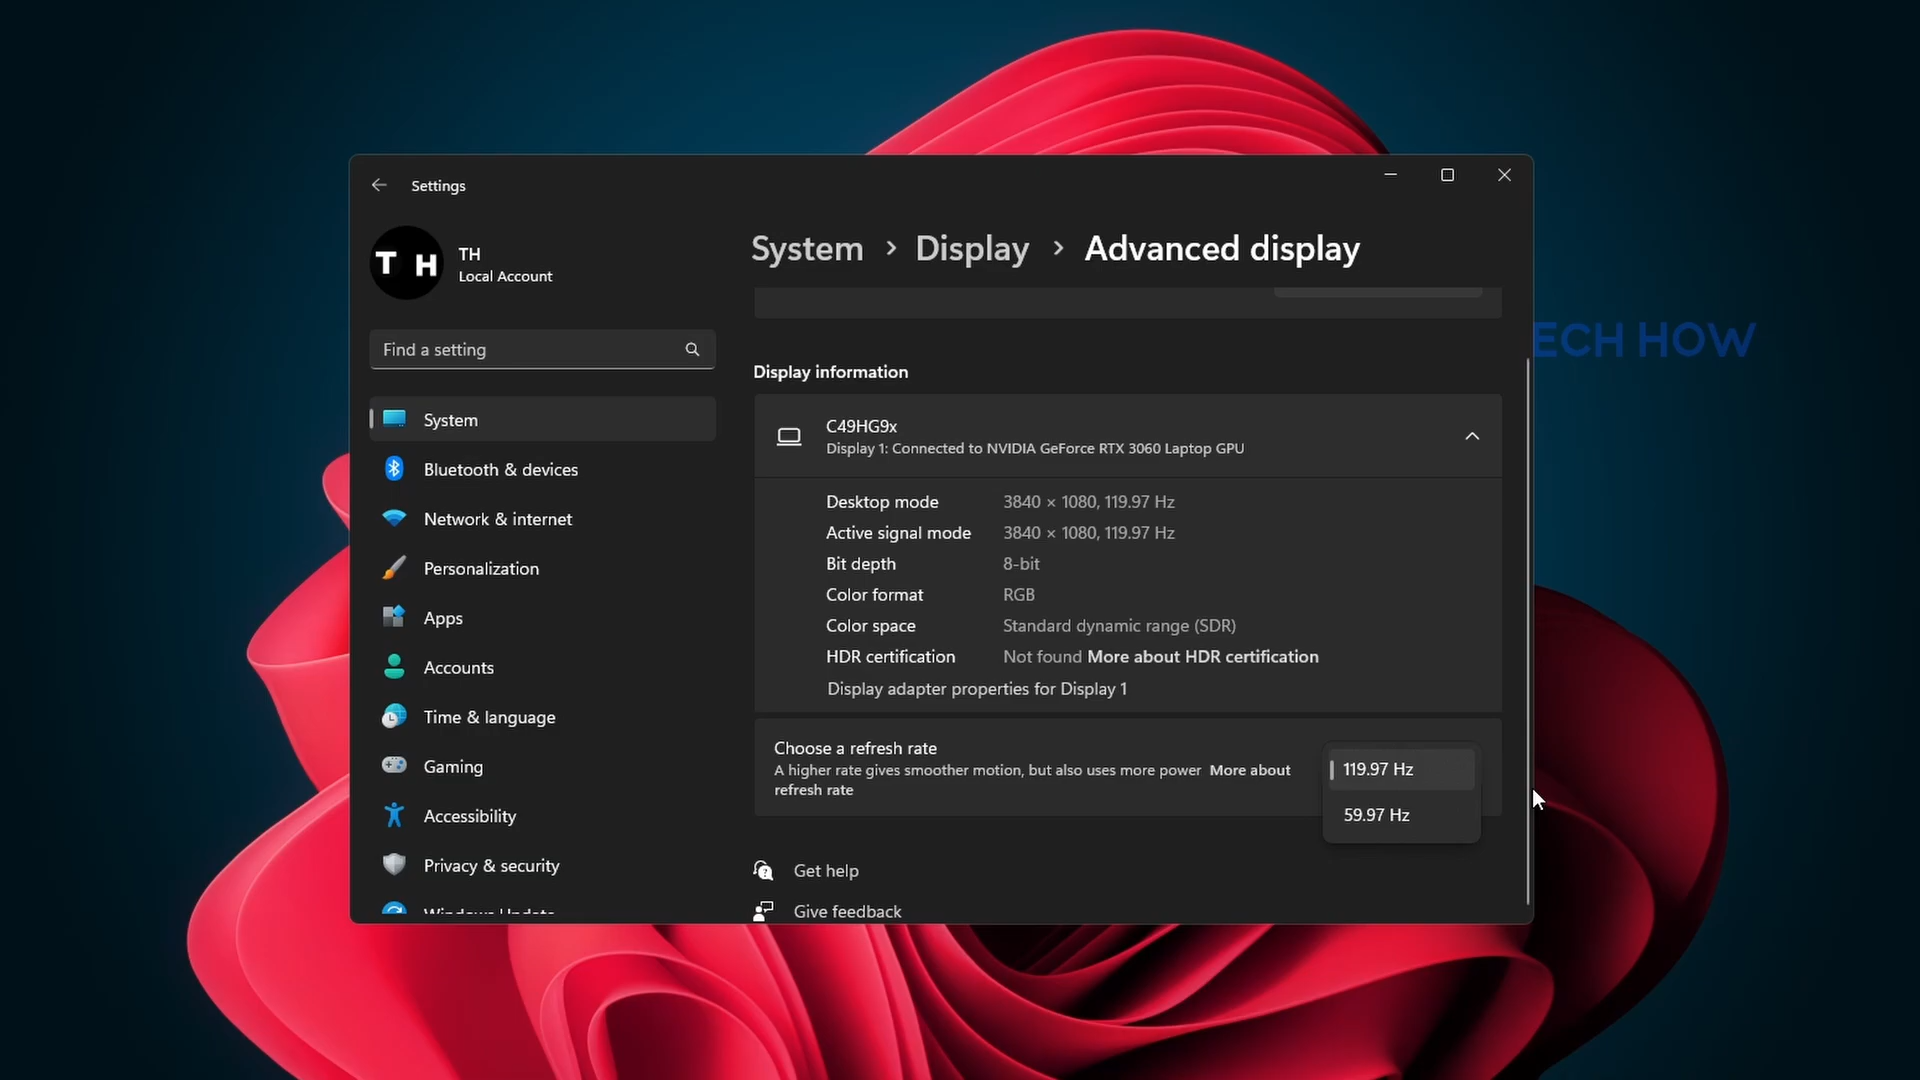 Settings
T H
TH
Local Account
Find a setting
System
Bluetooth & devices
Network & internet
Personalization
Apps
Accounts
Time & language
Gaming
Accessibility
Privacy & security
Windows Update
System > Display > Advanced display
ECH HOW
Display information
C49HG9x
Display 1: Connected to NVIDIA GeForce RTX 3060 Laptop GPU
Desktop mode 3840 × 1080, 119.97 Hz
Active signal mode 3840 × 1080, 119.97 Hz
Bit depth 8-bit
Color format RGB
Color space Standard dynamic range (SDR)
HDR certification Not found More about HDR certification
Display adapter properties for Display 1
Choose a refresh rate
A higher rate gives smoother motion, but also uses more power More about
refresh rate
119.97 Hz
59.97 Hz
Get help
Give feedback